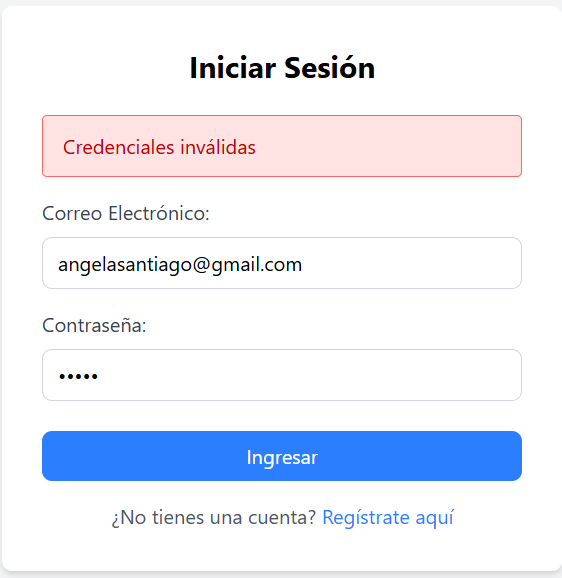 Iniciar Sesión
Credenciales inválidas
Correo Electrónico:
angelasantiago@gmail.com
Contraseña:
•••••
Ingresar
¿No tienes una cuenta? Regístrate aquí